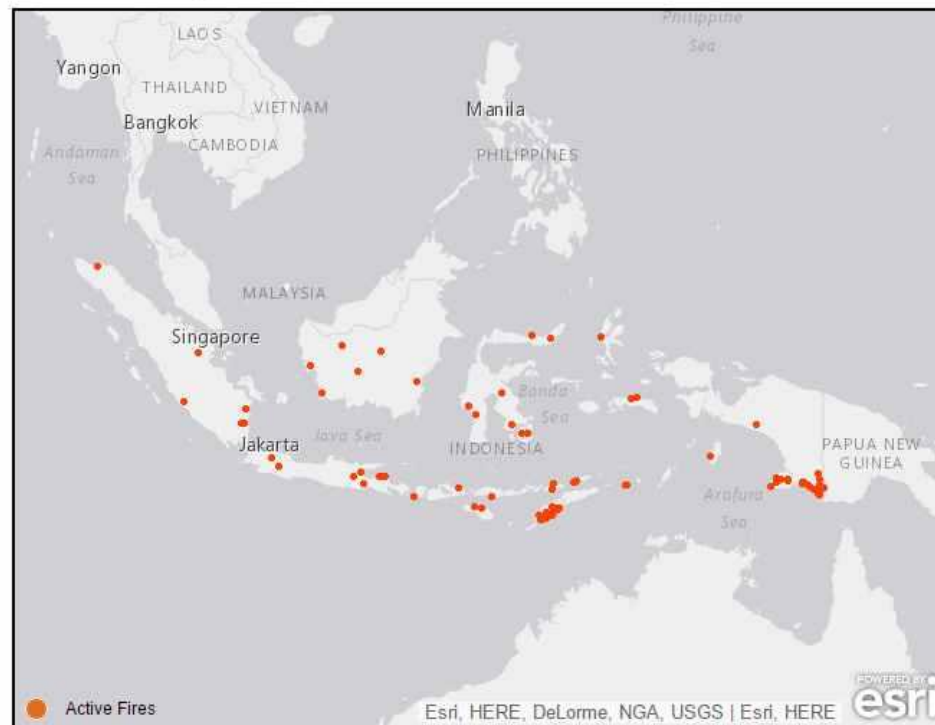 Philippine
Sea
LAOS
Yangon
THAILAND
VIETNAM
Manila
Bangkok
CAMBODIA
Andaman
Sea
PHILIPPINES
MALAYSIA
Singapore
Banda
Sea
Java Sea
Jakarta
INDONESIA
PAPUA NEW
GUINEA
Arafura
Sea
Active Fires
Esri, HERE, DeLorme, NGA, USGS | Esri, HERE
POWERED BY
esri